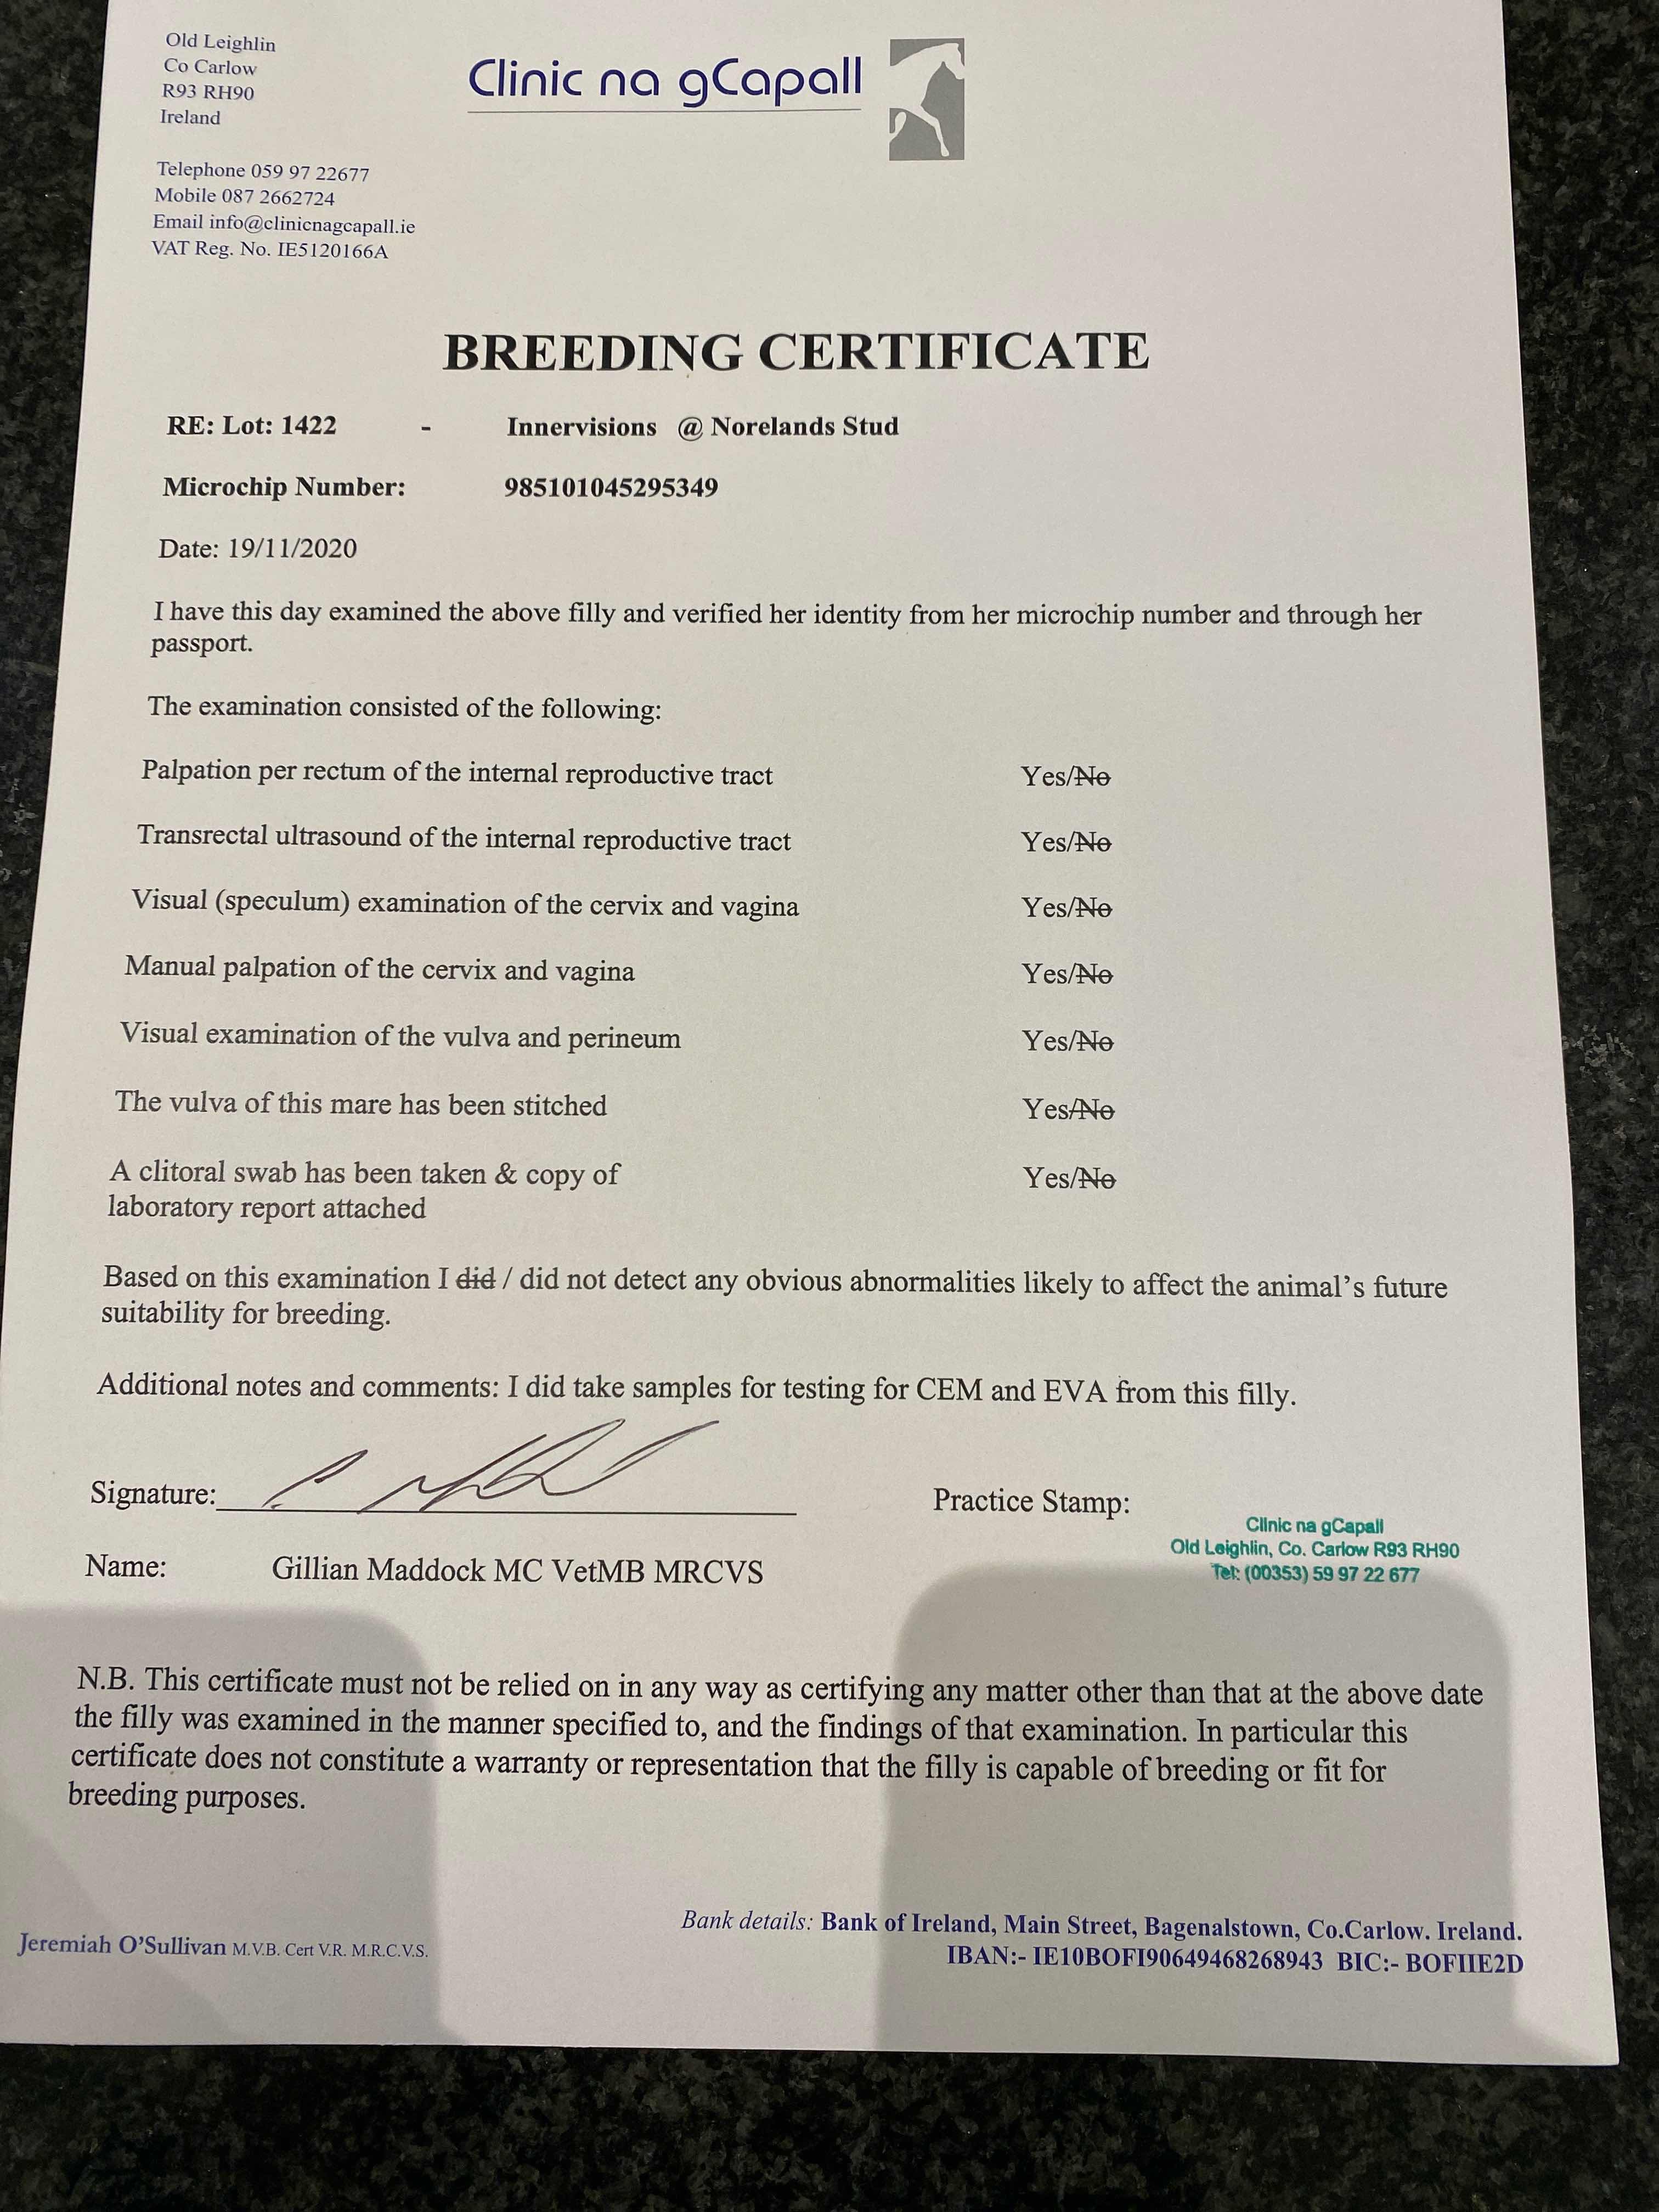 Old Leighlin
Co Carlow
R93 RH90
Ireland
Clinic na gCapall
Telephone 059 97 22677
Mobile 087 2662724
Email info@clinicnagcapall.ie
VAT Reg. No. IE5120166A
BREEDING CERTIFICATE
RE: Lot: 1422 - Innervisions @ Norelands Stud
Microchip Number: 985101045295349
Date: 19/11/2020
I have this day examined the above filly and verified her identity from her microchip number and through her
passport.
The examination consisted of the following:
Palpation per rectum of the internal reproductive tract Yes/No
Transrectal ultrasound of the internal reproductive tract Yes/No
Visual (speculum) examination of the cervix and vagina Yes/No
Manual palpation of the cervix and vagina Yes/No
Visual examination of the vulva and perineum Yes/No
The vulva of this mare has been stitched Yes/No
A clitoral swab has been taken & copy of Yes/No
laboratory report attached
Based on this examination I did / did not detect any obvious abnormalities likely to affect the animal's future
suitability for breeding.
Additional notes and comments: I did take samples for testing for CEM and EVA from this filly.
Signature: Practice Stamp:
Clinic na gCapall
Old Leighlin, Co. Carlow R93 RH90
Tel: (00353) 59 97 22 677
Name: Gillian Maddock MC VetMB MRCVS
N.B. This certificate must not be relied on in any way as certifying any matter other than that at the above date
the filly was examined in the manner specified to, and the findings of that examination. In particular this
certificate does not constitute a warranty or representation that the filly is capable of breeding or fit for
breeding purposes.
Jeremiah O'Sullivan M.V.B. Cert V.R. M.R.C.V.S.
Bank details: Bank of Ireland, Main Street, Bagenalstown, Co.Carlow. Ireland.
IBAN:- IE10BOFI90649468268943 BIC:- BOFIIE2D